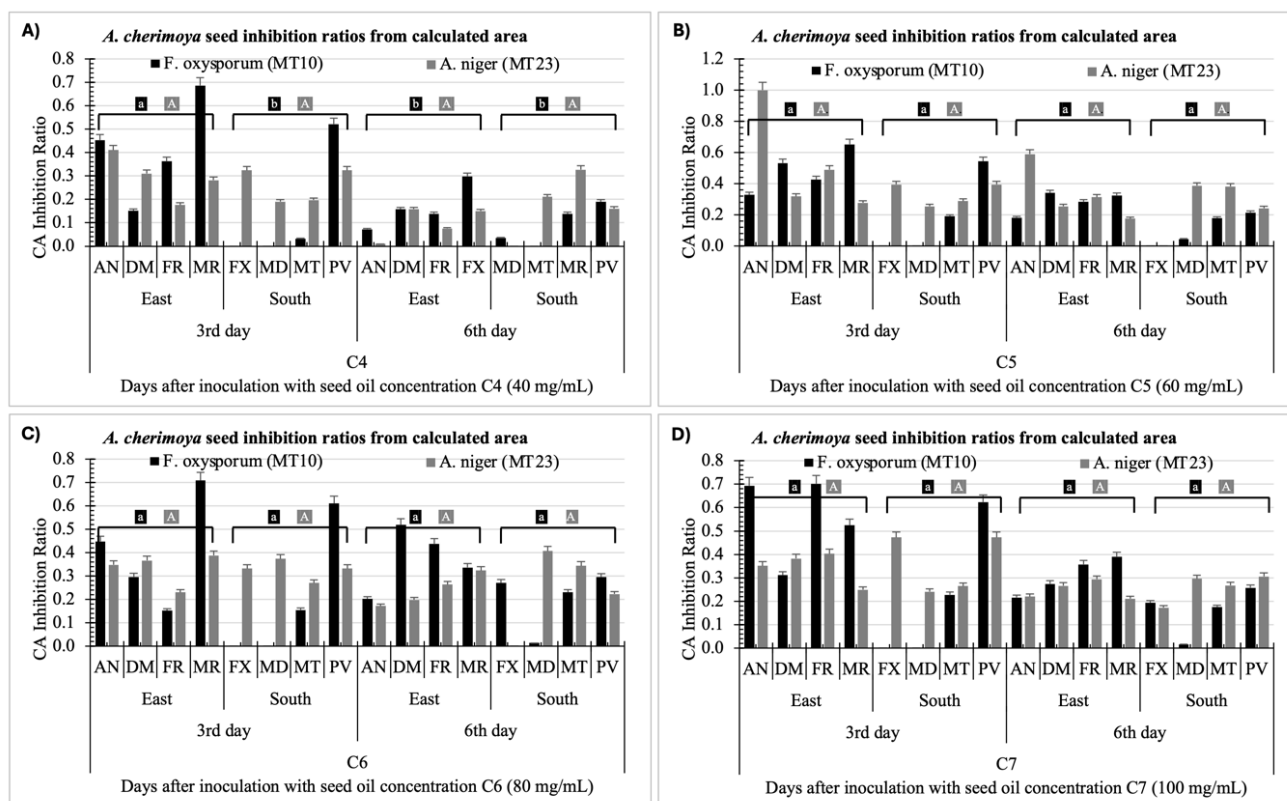 A)
A. cherimoya seed inhibition ratios from calculated area
F. oxysporum (MT10) A. niger (MT23)
CA Inhibition Ratio
0.8
0.7
0.6
0.5
0.4
0.3
0.2
0.1
0.0
a A b A b A b A
AN DM FR MR FX MD MT PV AN DM FR FX MD MT MR PV
East South East South
3rd day 6th day
C4
Days after inoculation with seed oil concentration C4 (40 mg/mL)
B)
A. cherimoya seed inhibition ratios from calculated area
F. oxysporum (MT10) A. niger (MT23)
CA Inhibition Ratio
1.2
1.0
0.8
0.6
0.4
0.2
0.0
a A a A a A a A
AN DM FR MR FX MD MT PV AN DM FR MR FX MD MT PV
East South East South
3rd day 6th day
C5
Days after inoculation with seed oil concentration C5 (60 mg/mL)
C)
A. cherimoya seed inhibition ratios from calculated area
F. oxysporum (MT10) A. niger (MT23)
CA Inhibition Ratio
0.8
0.7
0.6
0.5
0.4
0.3
0.2
0.1
0.0
a A a A a A a A
AN DM FR MR FX MD MT PV AN DM FR MR FX MD MT PV
East South East South
3rd day 6th day
C6
Days after inoculation with seed oil concentration C6 (80 mg/mL)
D)
A. cherimoya seed inhibition ratios from calculated area
F. oxysporum (MT10) A. niger (MT23)
CA Inhibition Ratio
0.8
0.7
0.6
0.5
0.4
0.3
0.2
0.1
0.0
a A a A a A a A
AN DM FR MR FX MD MT PV AN DM FR MR FX MD MT PV
East South East South
3rd day 6th day
C7
Days after inoculation with seed oil concentration C7 (100 mg/mL)